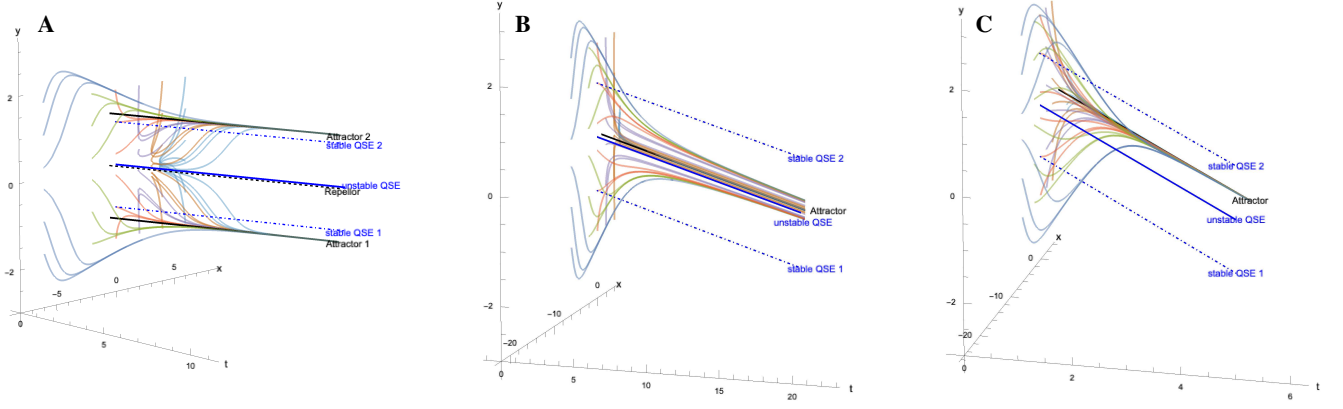 A
y
2
0
−2
0
5
10
t
−5
0
5
x
Attractor 2
stable QSE 2
unstable QSE
Repellor
stable QSE 1
Attractor 1
B
y
2
0
−2
0
5
10
15
20
t
−20
−10
0
x
stable QSE 2
Attractor
unstable QSE
stable QSE 1
C
y
2
0
−2
0
2
4
6
t
−20
−10
0
x
stable QSE 2
Attractor
unstable QSE
stable QSE 1